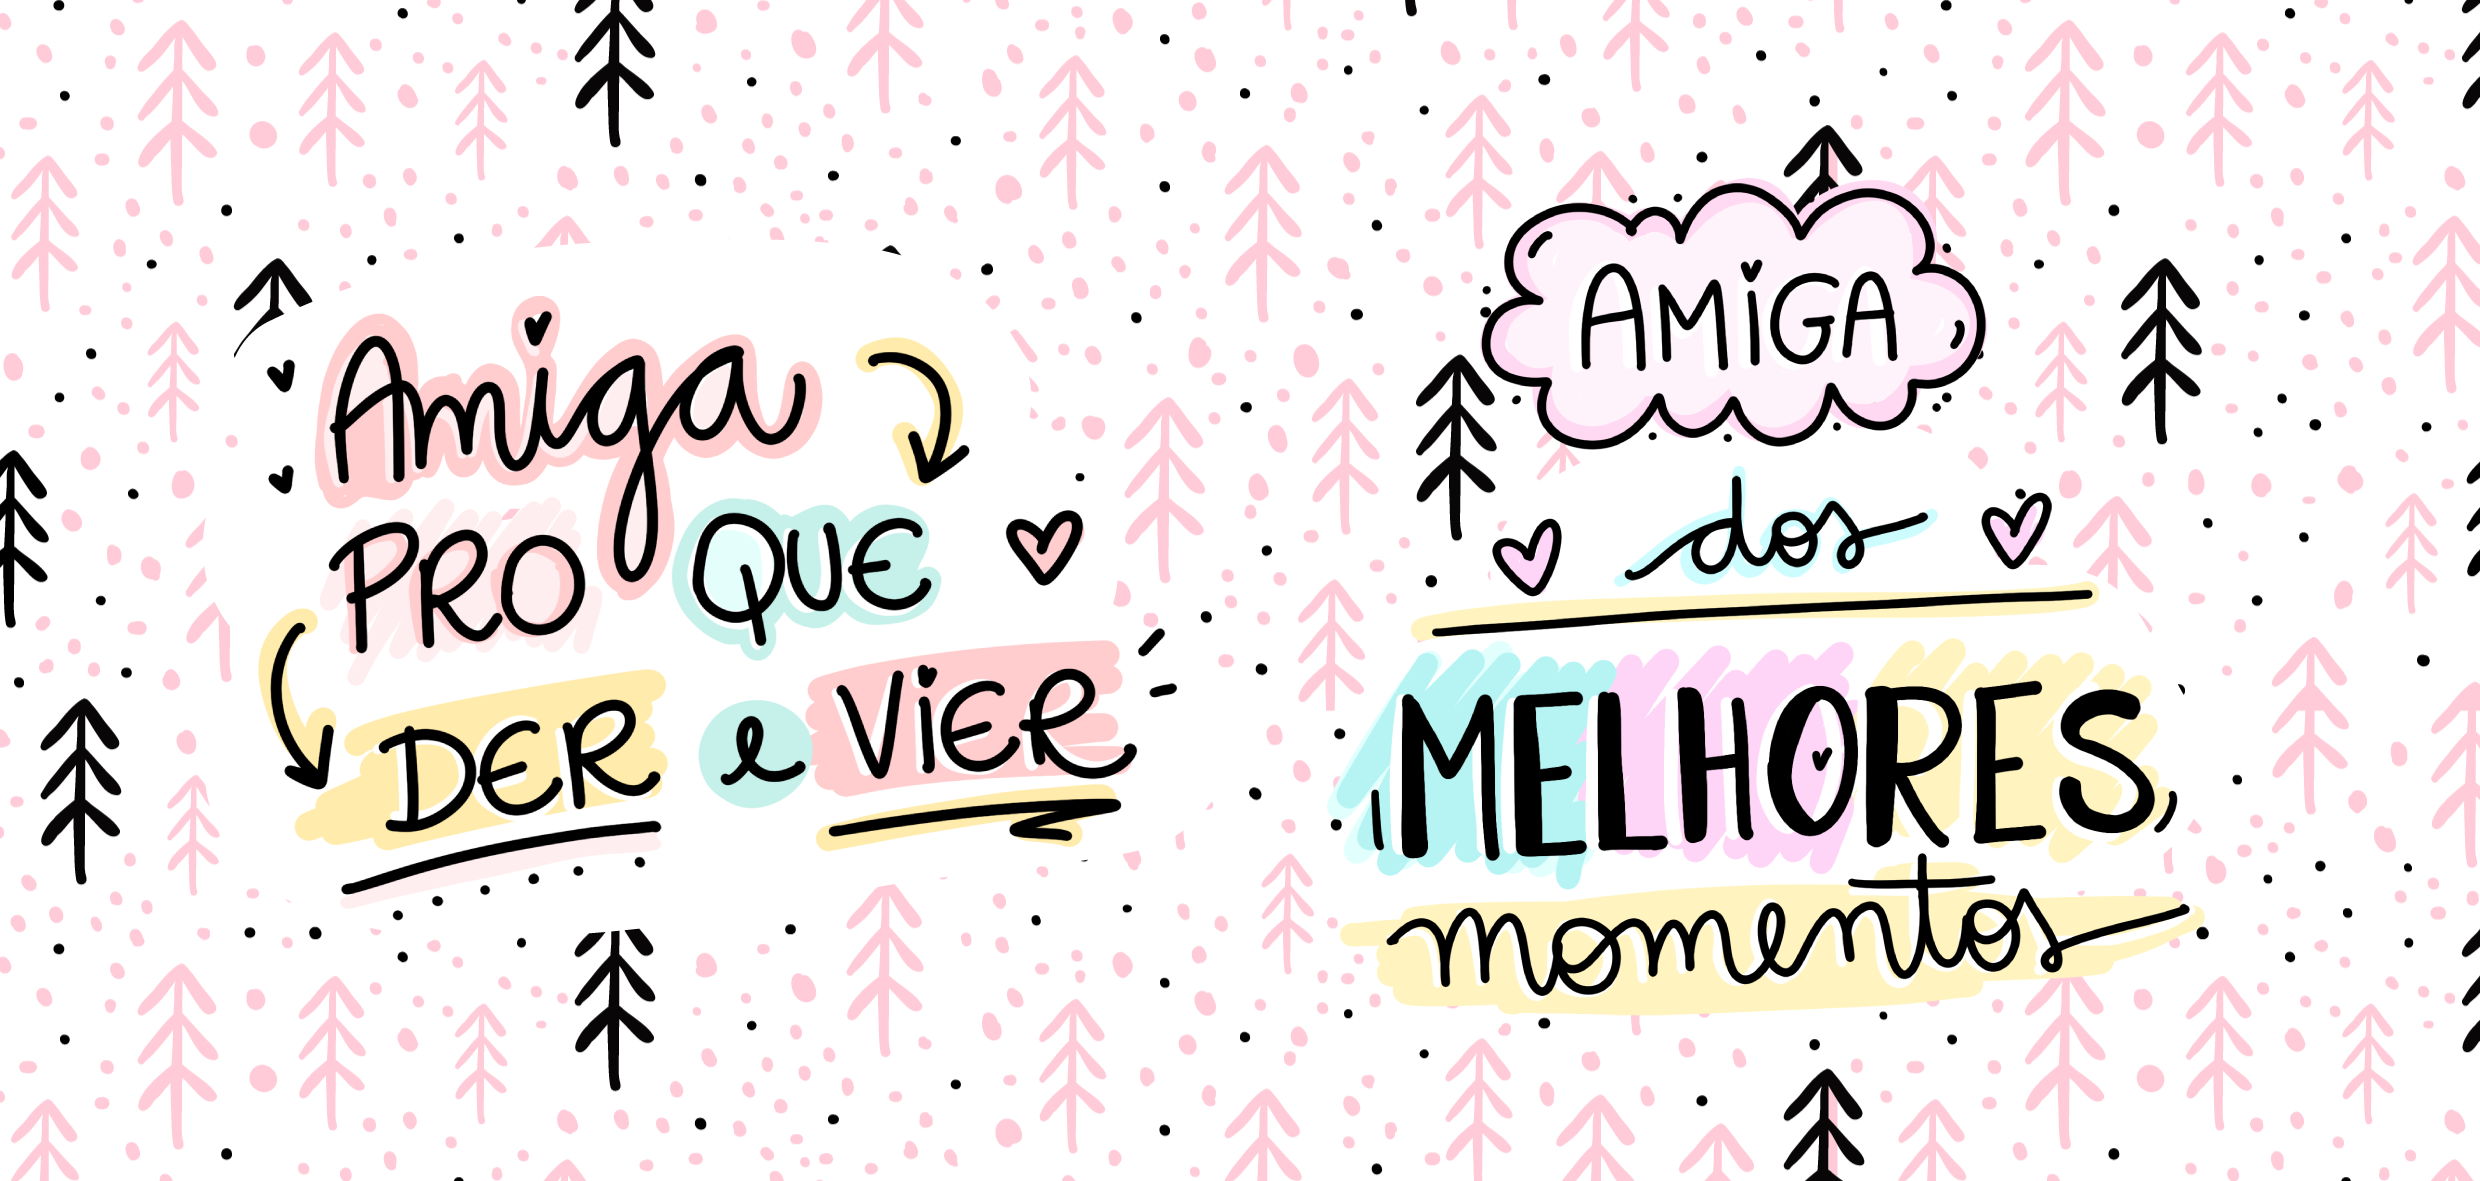 Amiga
PRO QUE
DER e ViER
AMiGA
dos
MELHORES
momentos